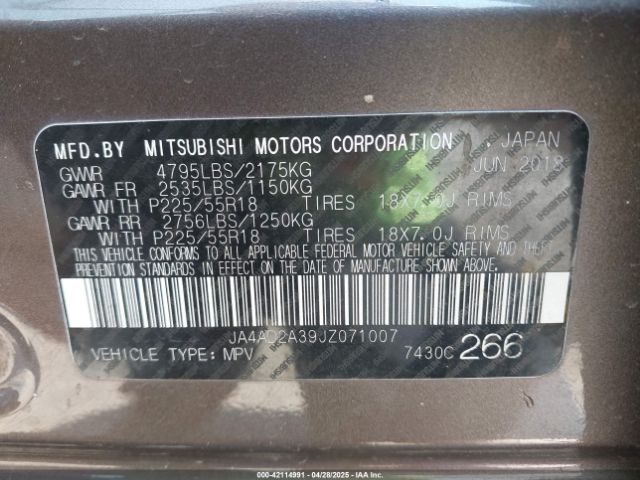 MFD.BY MITSUBISHI MOTORS CORPORATION JAPAN
GVWR 4795LBS/2175KG JUN 2018
GAWR FR 2535LBS/1150KG
WITH P225/55R18 TIRES 18X7.0J RIMS
GAWR RR 2756LBS/1250KG
WITH P225/55R18 TIRES 18X7.0J RIMS
THIS VEHICLE CONFORMS TO ALL APPLICABLE FEDERAL MOTOR VEHICLE SAFETY AND THEFT
PREVENTION STANDARDS IN EFFECT ON THE DATE OF MANUFACTURE SHOWN ABOVE.
VEHICLE TYPE: MPV 7430C 266
© 42114991 - 04/28/2025 - IAAI, Inc.